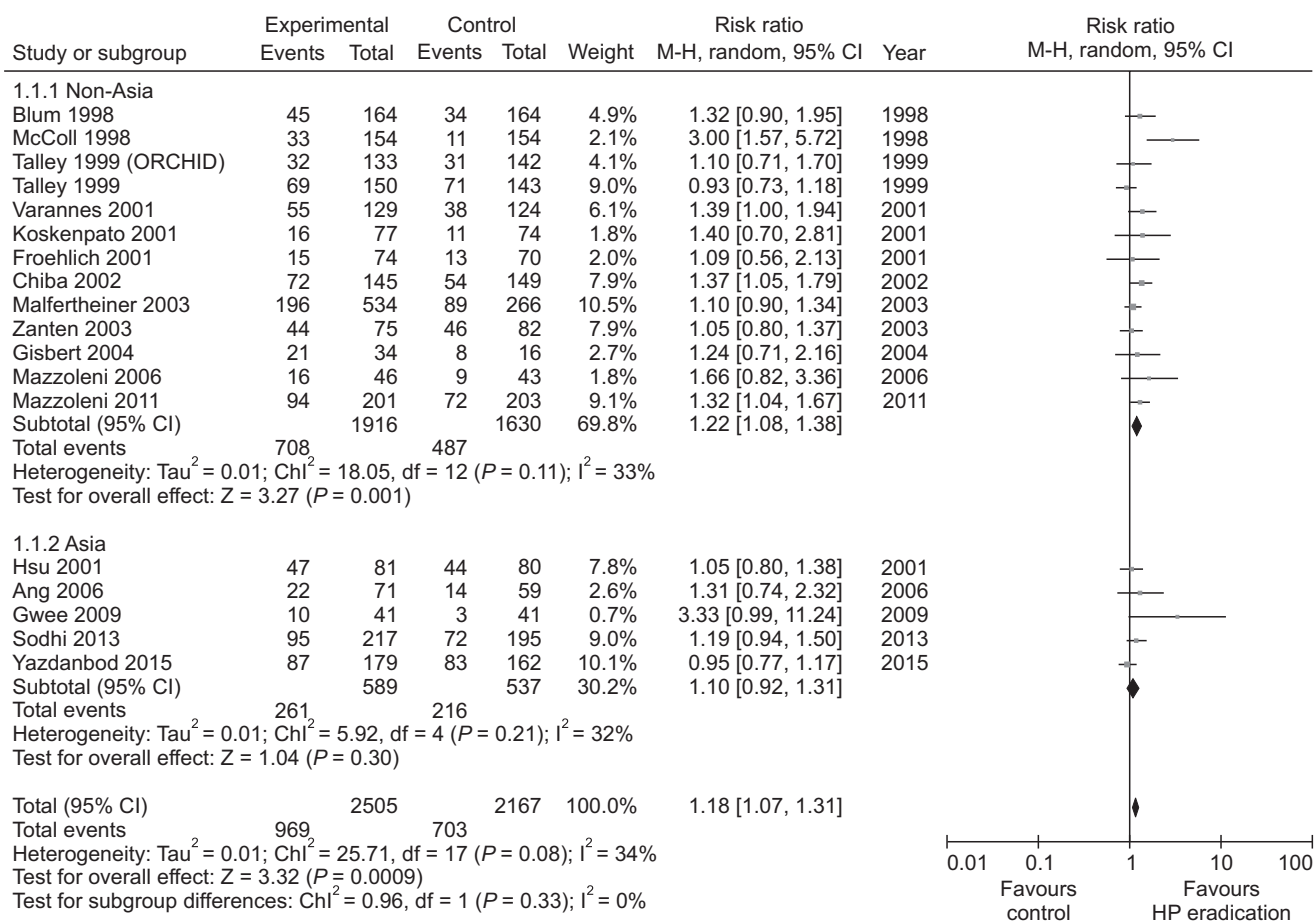 Experimental Control Risk ratio Risk ratio
Study or subgroup Events Total Events Total Weight M-H, random, 95% CI Year M-H, random, 95% CI
1.1.1 Non-Asia
Blum 1998 45 164 34 164 4.9% 1.32 [0.90, 1.95] 1998
McColl 1998 33 154 11 154 2.1% 3.00 [1.57, 5.72] 1998
Talley 1999 (ORCHID) 32 133 31 142 4.1% 1.10 [0.71, 1.70] 1999
Talley 1999 69 150 71 143 9.0% 0.93 [0.73, 1.18] 1999
Varannes 2001 55 129 38 124 6.1% 1.39 [1.00, 1.94] 2001
Koskenpato 2001 16 77 11 74 1.8% 1.40 [0.70, 2.81] 2001
Froehlich 2001 15 74 13 70 2.0% 1.09 [0.56, 2.13] 2001
Chiba 2002 72 145 54 149 7.9% 1.37 [1.05, 1.79] 2002
Malfertheiner 2003 196 534 89 266 10.5% 1.10 [0.90, 1.34] 2003
Zanten 2003 44 75 46 82 7.9% 1.05 [0.80, 1.37] 2003
Gisbert 2004 21 34 8 16 2.7% 1.24 [0.71, 2.16] 2004
Mazzoleni 2006 16 46 9 43 1.8% 1.66 [0.82, 3.36] 2006
Mazzoleni 2011 94 201 72 203 9.1% 1.32 [1.04, 1.67] 2011
Subtotal (95% CI) 1916 1630 69.8% 1.22 [1.08, 1.38]
Total events 708 487
Heterogeneity: Tau² = 0.01; ChI² = 18.05, df = 12 (P = 0.11); I² = 33%
Test for overall effect: Z = 3.27 (P = 0.001)
1.1.2 Asia
Hsu 2001 47 81 44 80 7.8% 1.05 [0.80, 1.38] 2001
Ang 2006 22 71 14 59 2.6% 1.31 [0.74, 2.32] 2006
Gwee 2009 10 41 3 41 0.7% 3.33 [0.99, 11.24] 2009
Sodhi 2013 95 217 72 195 9.0% 1.19 [0.94, 1.50] 2013
Yazdanbod 2015 87 179 83 162 10.1% 0.95 [0.77, 1.17] 2015
Subtotal (95% CI) 589 537 30.2% 1.10 [0.92, 1.31]
Total events 261 216
Heterogeneity: Tau² = 0.01; ChI² = 5.92, df = 4 (P = 0.21); I² = 32%
Test for overall effect: Z = 1.04 (P = 0.30)
Total (95% CI) 2505 2167 100.0% 1.18 [1.07, 1.31]
Total events 969 703
Heterogeneity: Tau² = 0.01; ChI² = 25.71, df = 17 (P = 0.08); I² = 34%
Test for overall effect: Z = 3.32 (P = 0.0009)
Test for subgroup differences: ChI² = 0.96, df = 1 (P = 0.33); I² = 0%
0.01 0.1 1 10 100
Favours Favours
control HP eradication